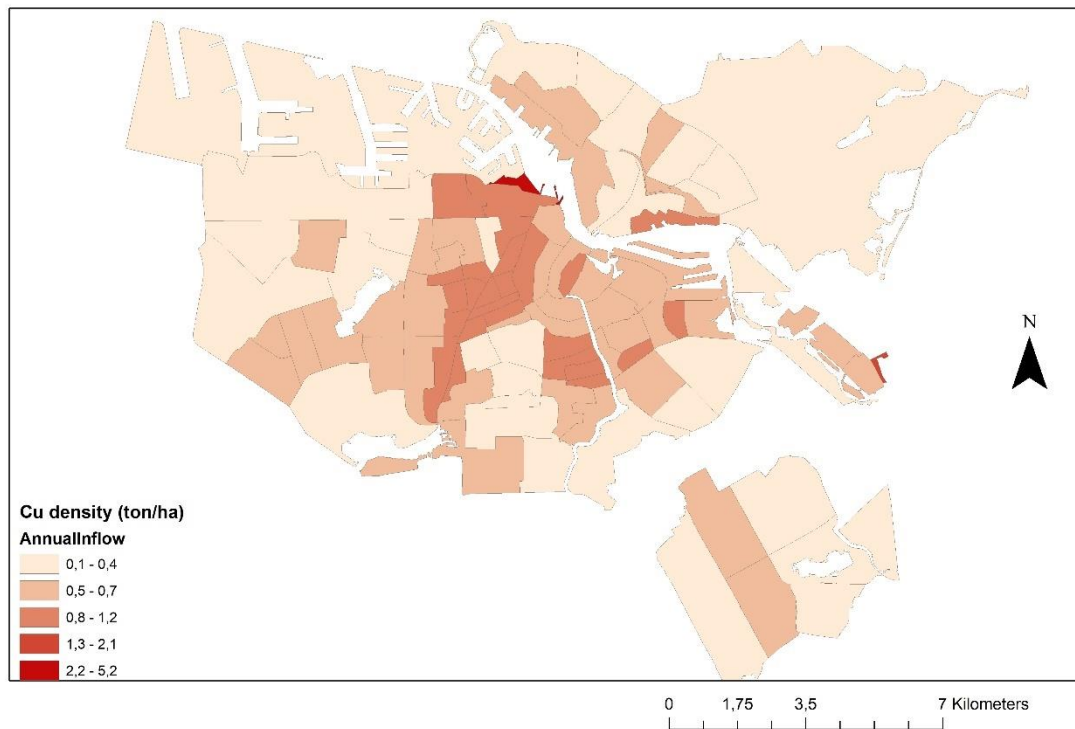 N
Cu density (ton/ha)
AnnualInflow
0,1 - 0,4
0,5 - 0,7
0,8 - 1,2
1,3 - 2,1
2,2 - 5,2
0 1,75 3,5 7 Kilometers